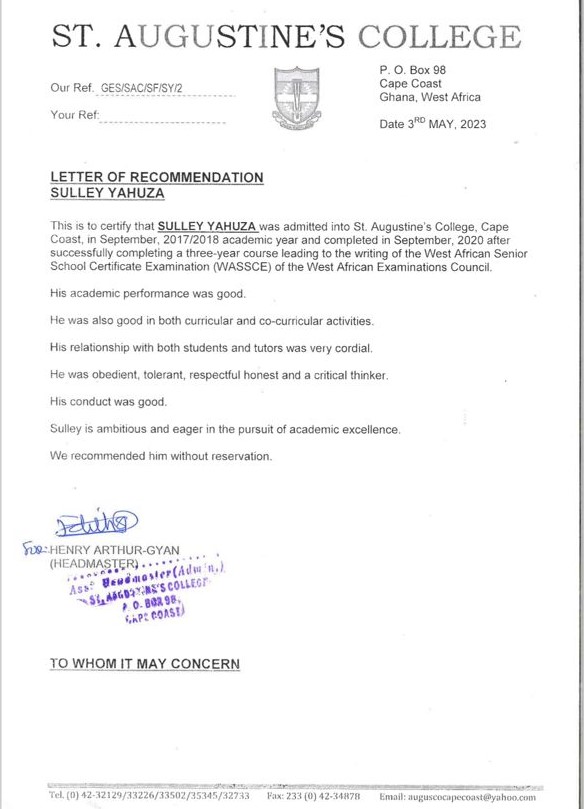 ST. AUGUSTINE'S COLLEGE
Our Ref. GES/SAC/SF/SY/2
Your Ref:
P. O. Box 98
Cape Coast
Ghana, West Africa
Date 3RD MAY, 2023
LETTER OF RECOMMENDATION
SULLEY YAHUZA
This is to certify that SULLEY YAHUZA was admitted into St. Augustine's College, Cape
Coast, in September, 2017/2018 academic year and completed in September, 2020 after
successfully completing a three-year course leading to the writing of the West African Senior
School Certificate Examination (WASSCE) of the West African Examinations Council.
His academic performance was good.
He was also good in both curricular and co-curricular activities.
His relationship with both students and tutors was very cordial.
He was obedient, tolerant, respectful honest and a critical thinker.
His conduct was good.
Sulley is ambitious and eager in the pursuit of academic excellence.
We recommended him without reservation.
for: HENRY ARTHUR-GYAN
(HEADMASTER)
Ass: Headmaster (Admin.)
ST. AUGUSTINE'S COLLEGE
P. O. BOX 98,
CAPE COAST
TO WHOM IT MAY CONCERN
Tel. (0) 42-32129/33226/33502/35345/32733 Fax: 233 (0) 42-34878 Email: auguscocapecoast@yahoo.com